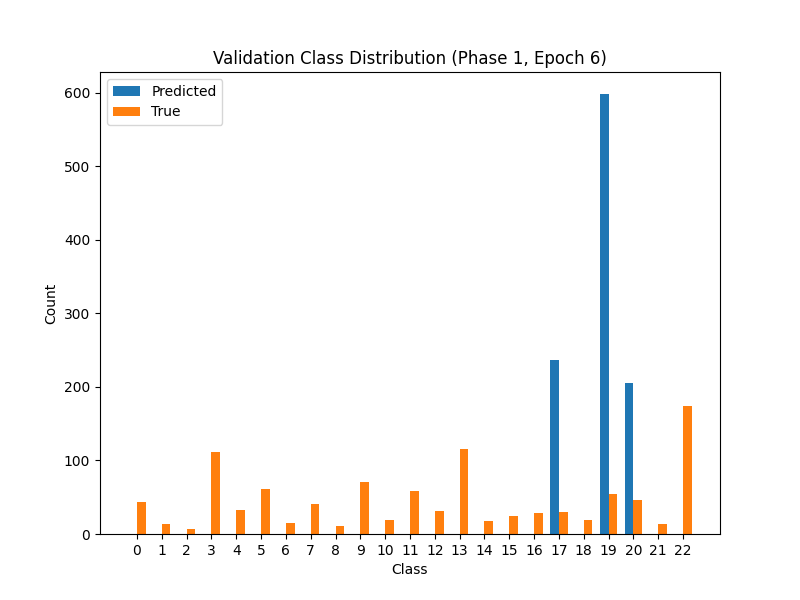 Validation Class Distribution (Phase 1, Epoch 6)
Predicted
True
600
500
400
300
200
100
0
Count
0 1 2 3 4 5 6 7 8 9 10 11 12 13 14 15 16 17 18 19 20 21 22
Class